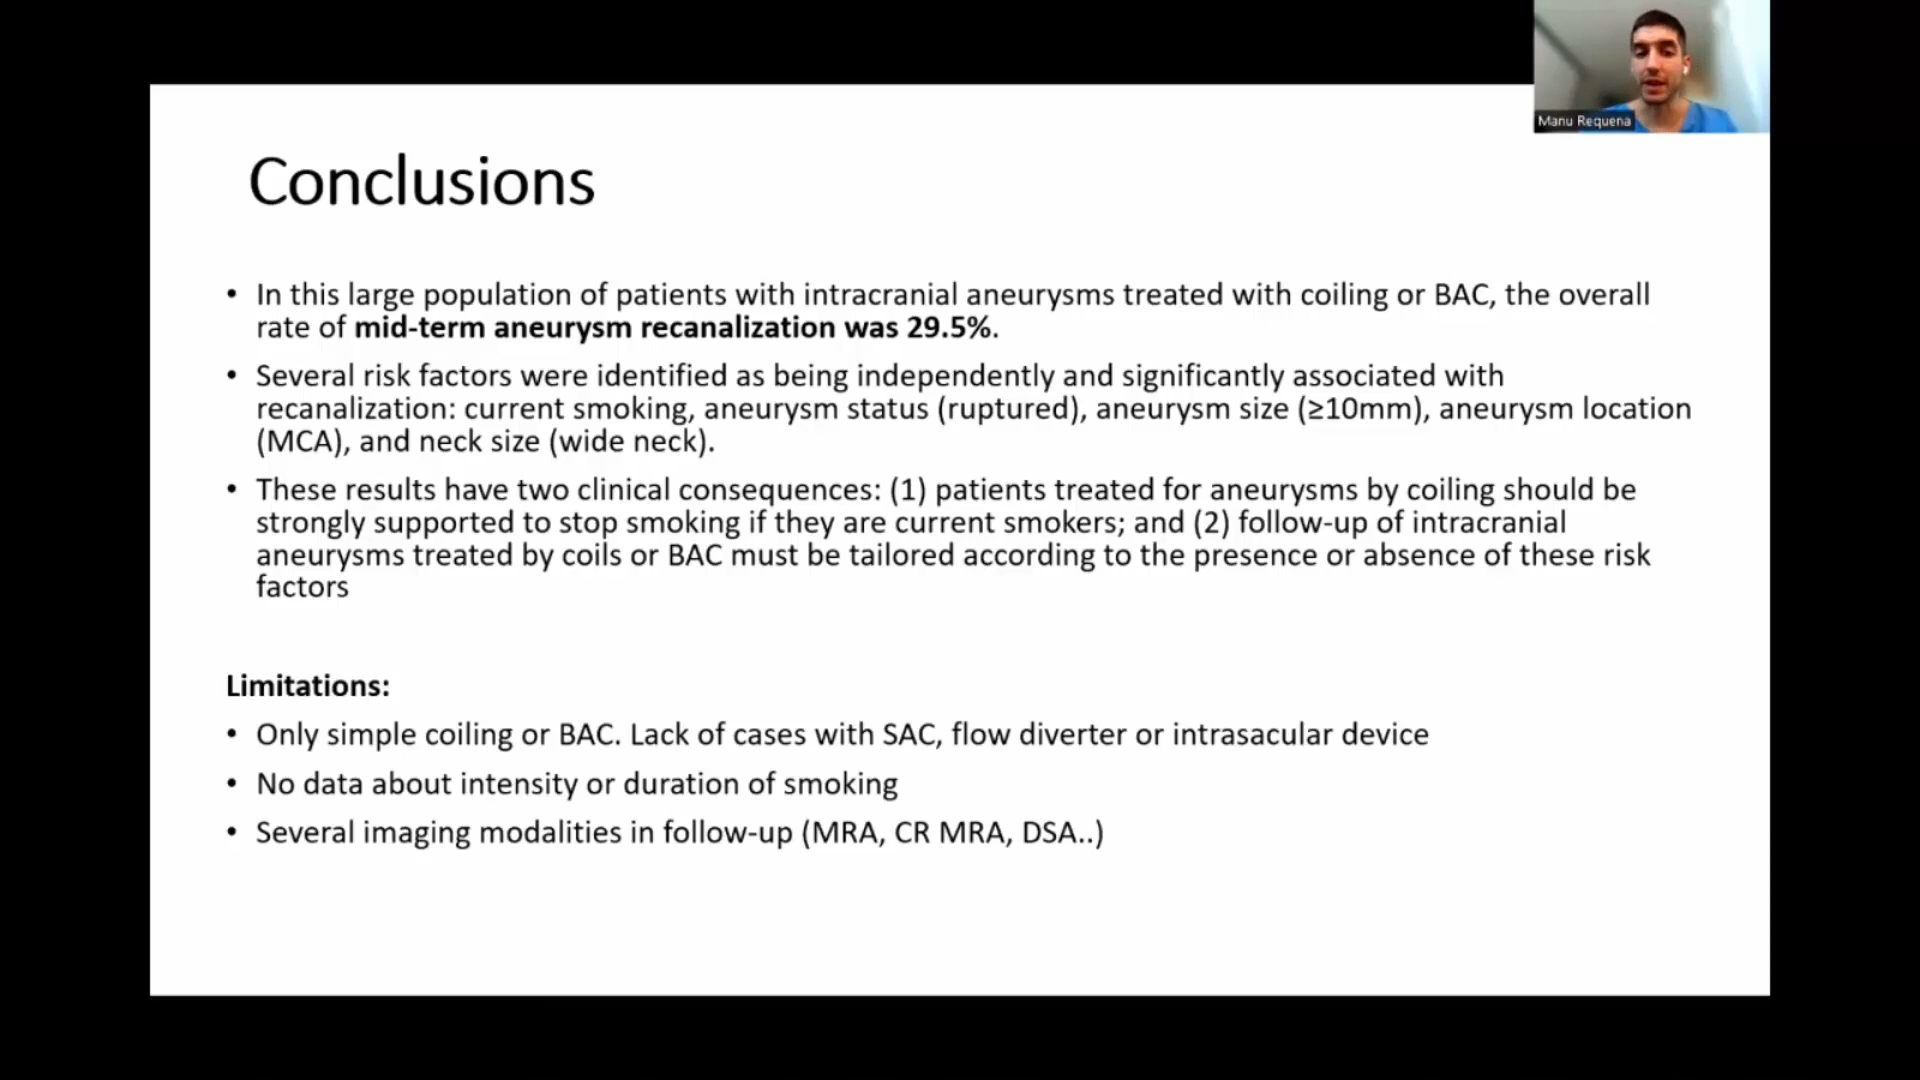 Manu Requena
Conclusions
• In this large population of patients with intracranial aneurysms treated with coiling or BAC, the overall
rate of mid-term aneurysm recanalization was 29.5%.
• Several risk factors were identified as being independently and significantly associated with
recanalization: current smoking, aneurysm status (ruptured), aneurysm size (≥10mm), aneurysm location
(MCA), and neck size (wide neck).
• These results have two clinical consequences: (1) patients treated for aneurysms by coiling should be
strongly supported to stop smoking if they are current smokers; and (2) follow-up of intracranial
aneurysms treated by coils or BAC must be tailored according to the presence or absence of these risk
factors
Limitations:
• Only simple coiling or BAC. Lack of cases with SAC, flow diverter or intrasacular device
• No data about intensity or duration of smoking
• Several imaging modalities in follow-up (MRA, CR MRA, DSA..)